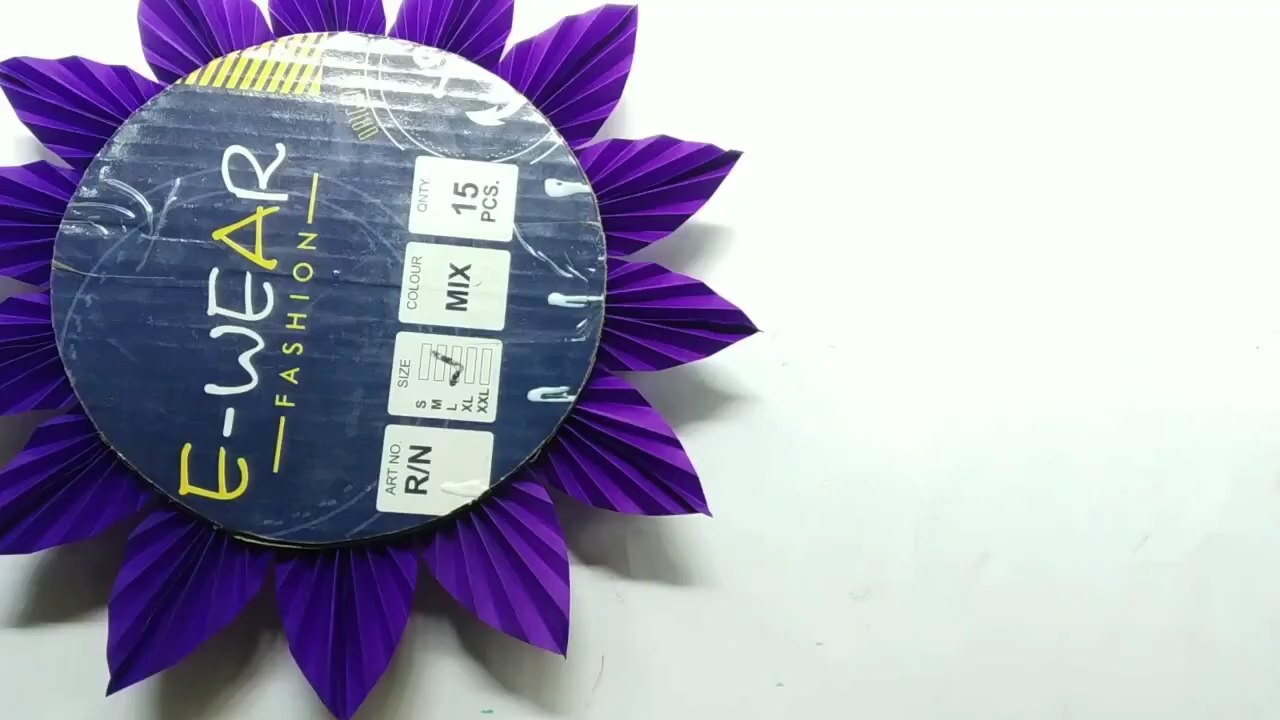 E-WEAR
FASHION
ART NO.
R/N
SIZE
S
M
L
XL
XXL
COLOUR
MIX
QNTY.
15
PCS.